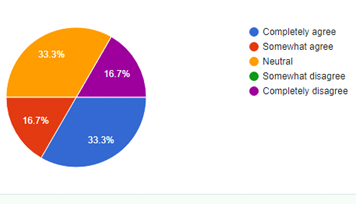 Completely agree
Somewhat agree
Neutral
Somewhat disagree
Completely disagree
33.3%
16.7%
16.7%
33.3%